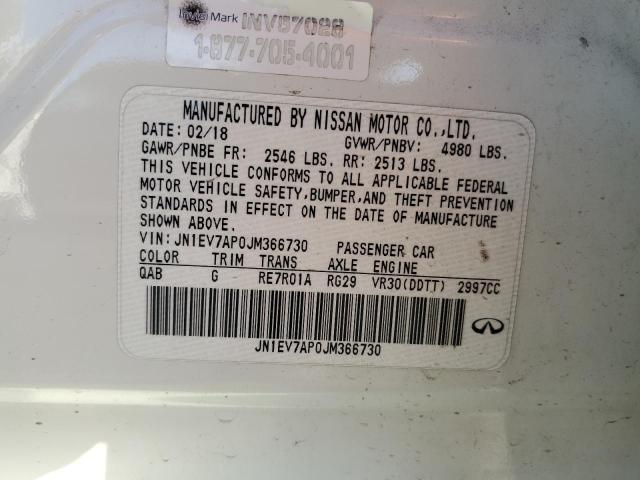 InvisiMark INV57028
1-877-705-4001
MANUFACTURED BY NISSAN MOTOR CO.,LTD.
DATE: 02/18 GVWR/PNBV: 4980 LBS.
GAWR/PNBE FR: 2546 LBS. RR: 2513 LBS.
THIS VEHICLE CONFORMS TO ALL APPLICABLE FEDERAL
MOTOR VEHICLE SAFETY,BUMPER,AND THEFT PREVENTION
STANDARDS IN EFFECT ON THE DATE OF MANUFACTURE
SHOWN ABOVE.
VIN: JN1EV7AP0JM366730 PASSENGER CAR
COLOR TRIM TRANS AXLE ENGINE
QAB G RE7R01A RG29 VR30(DDTT) 2997CC
JN1EV7AP0JM366730